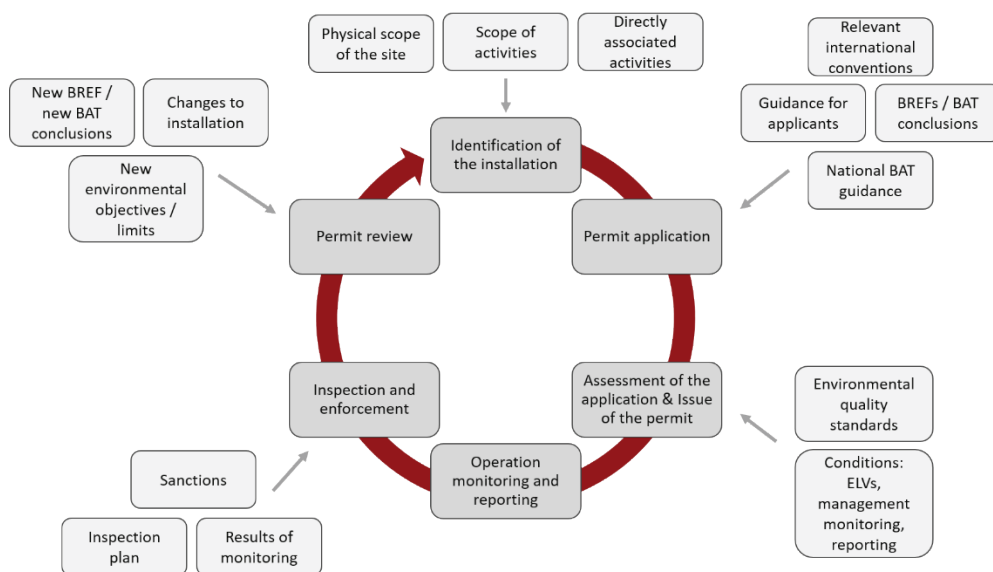 Physical scope
of the site
Scope of
activities
Directly
associated
activities
Relevant
international
conventions
New BREF /
new BAT
conclusions
Changes to
installation
Guidance for
applicants
BREFs / BAT
conclusions
New
environmental
objectives /
limits
National BAT
guidance
Identification of
the installation
Permit review
Permit application
Inspection and
enforcement
Assessment of the
application & Issue
of the permit
Environmental
quality
standards
Operation
monitoring and
reporting
Conditions:
ELVs,
management
monitoring,
reporting
Sanctions
Inspection
plan
Results of
monitoring